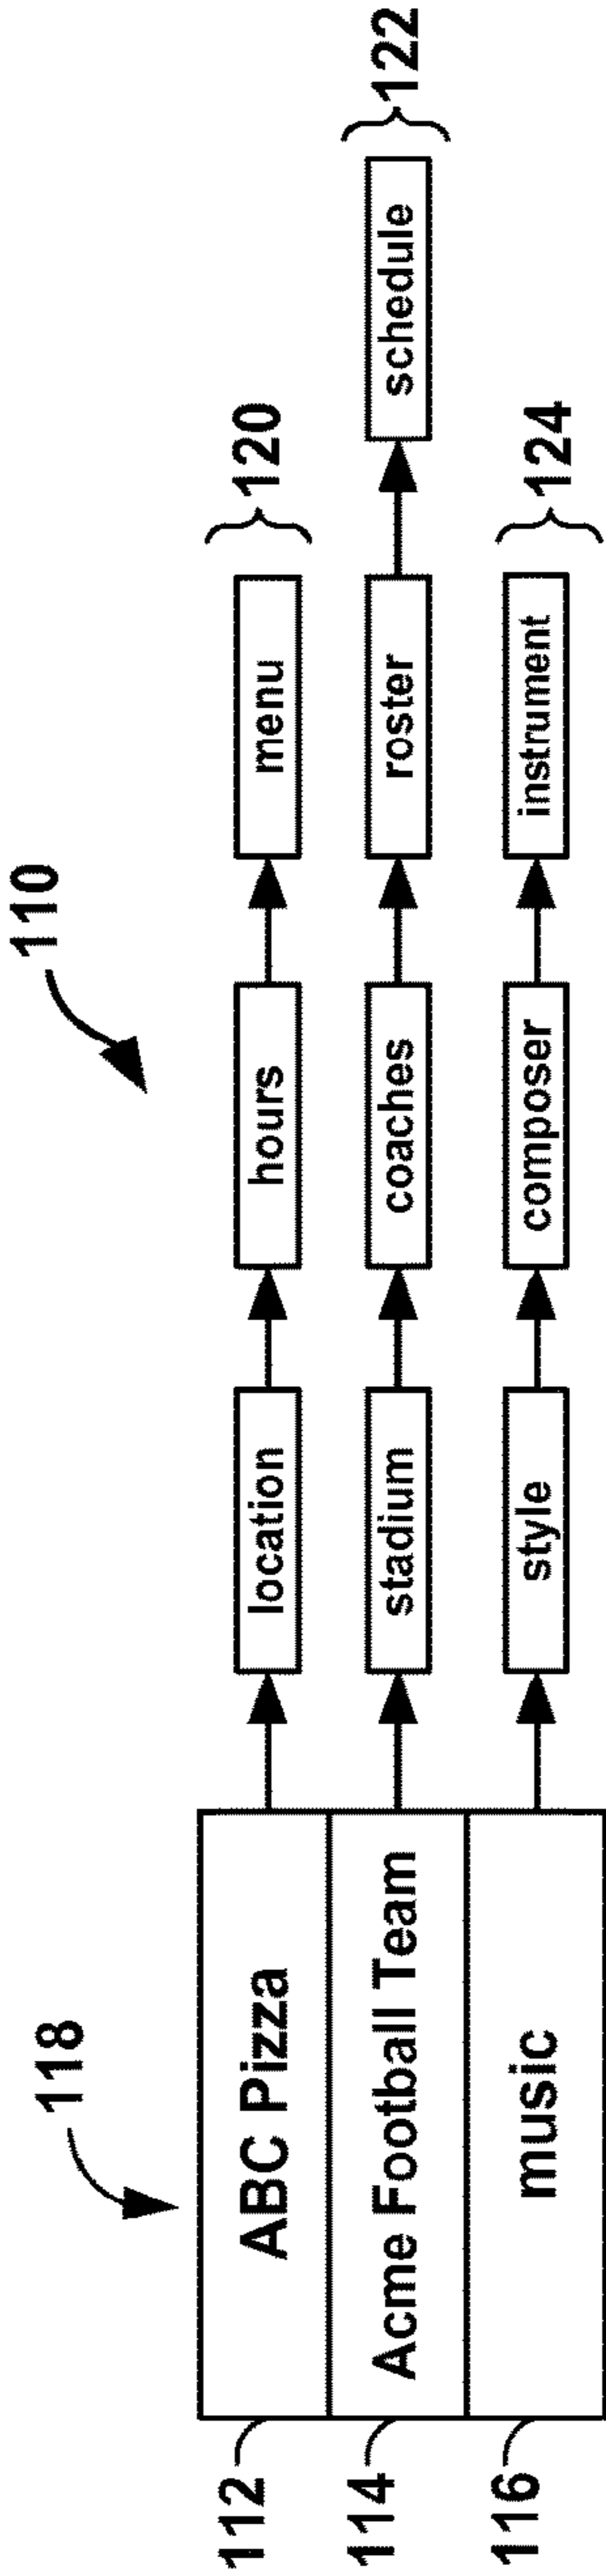 110
118
120
122
124
112
ABC Pizza
location
hours
menu
114
Acme Football Team
stadium
coaches
roster
schedule
116
music
style
composer
instrument